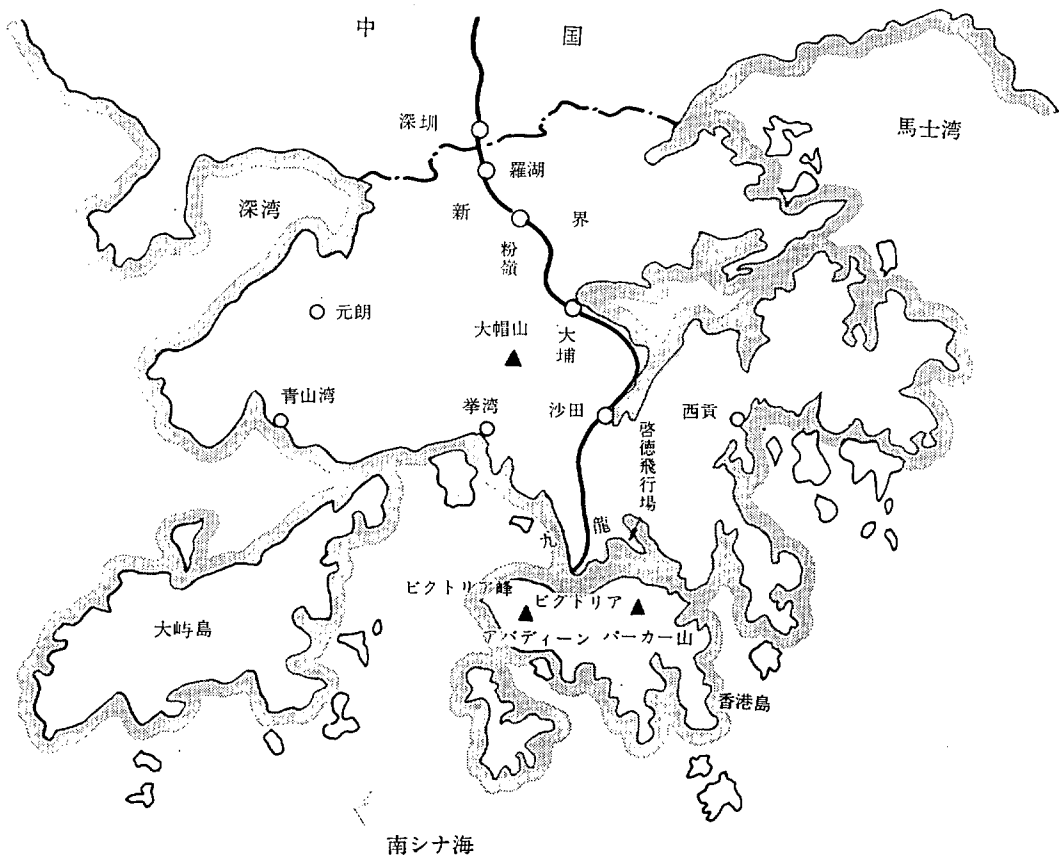 中国
深圳
馬士湾
羅湖
深湾
新界
粉嶺
元朗
大帽山
大埔
青山湾
挙湾
沙田
西貢
啓徳飛行場
九龍
ビクトリア峰
ビクトリア
大屿島
アバディーン
パーカー山
香港島
南シナ海